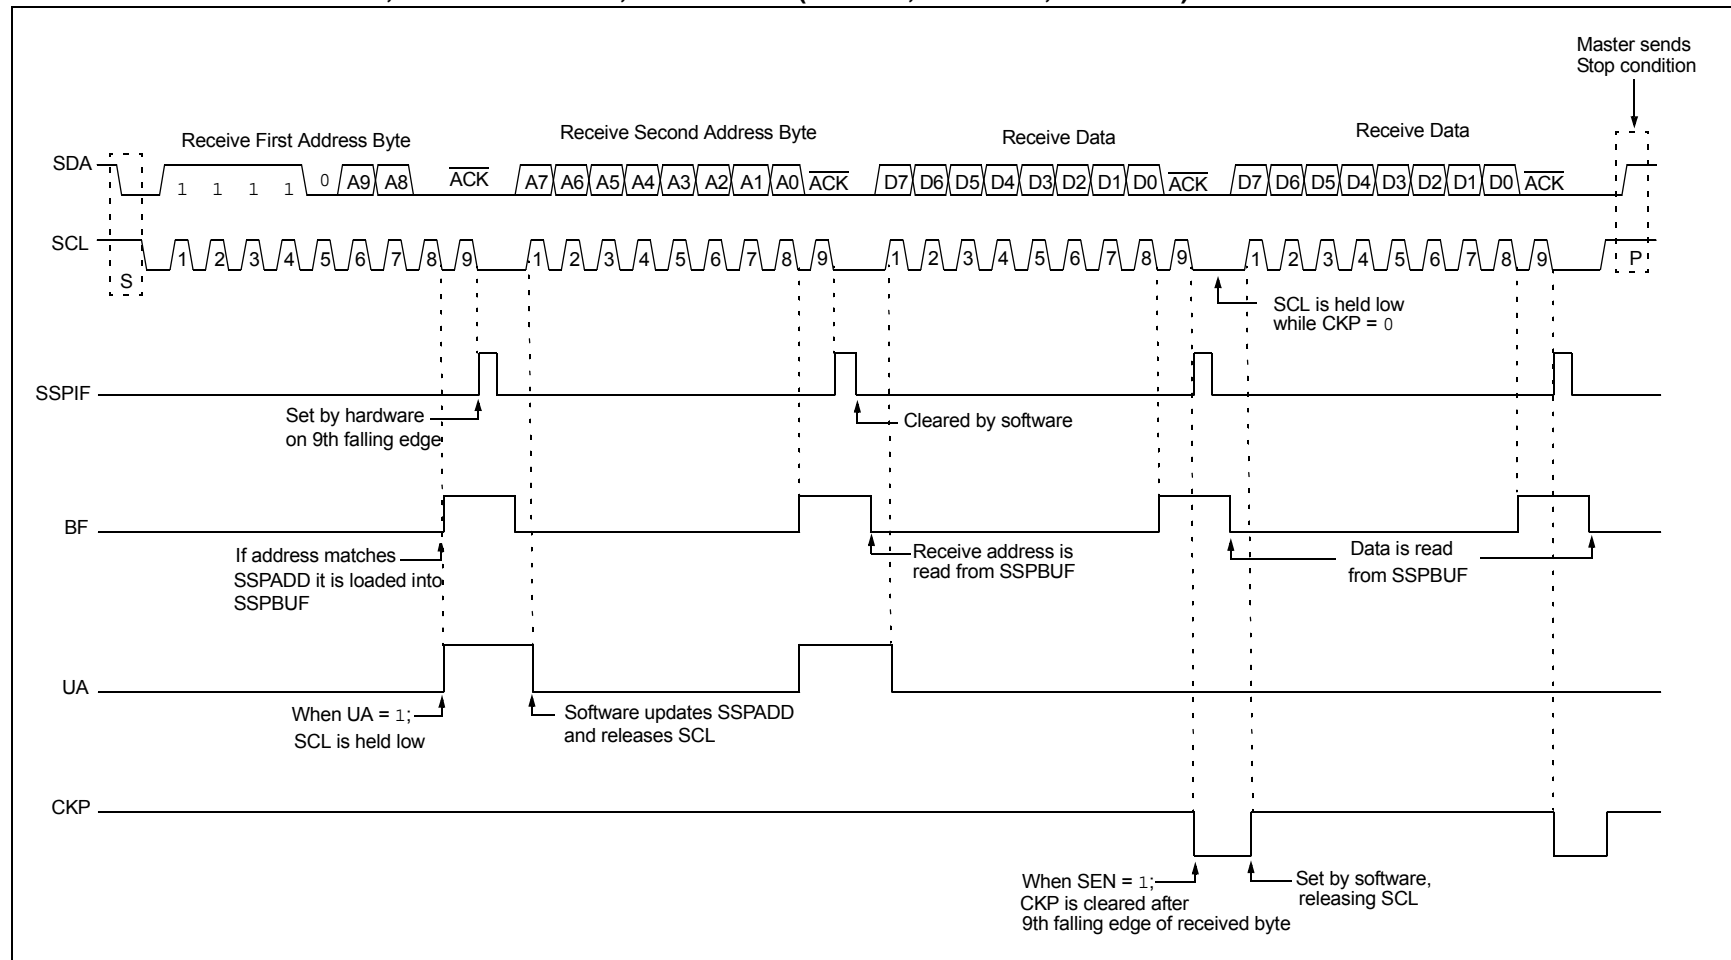 Master sends
Stop condition
Receive First Address Byte
Receive Second Address Byte
Receive Data
Receive Data
SDA
1 1 1 1 0 A9 A8 ACK A7 A6 A5 A4 A3 A2 A1 A0 ACK D7 D6 D5 D4 D3 D2 D1 D0 ACK D7 D6 D5 D4 D3 D2 D1 D0 ACK
SCL
S 1 2 3 4 5 6 7 8 9 1 2 3 4 5 6 7 8 9 1 2 3 4 5 6 7 8 9 1 2 3 4 5 6 7 8 9 P
SCL is held low
while CKP = 0
SSPIF
Set by hardware
on 9th falling edge
Cleared by software
BF
If address matches
SSPADD it is loaded into
SSPBUF
Receive address is
read from SSPBUF
Data is read
from SSPBUF
UA
When UA = 1;
SCL is held low
Software updates SSPADD
and releases SCL
CKP
When SEN = 1;
CKP is cleared after
9th falling edge of received byte
Set by software,
releasing SCL